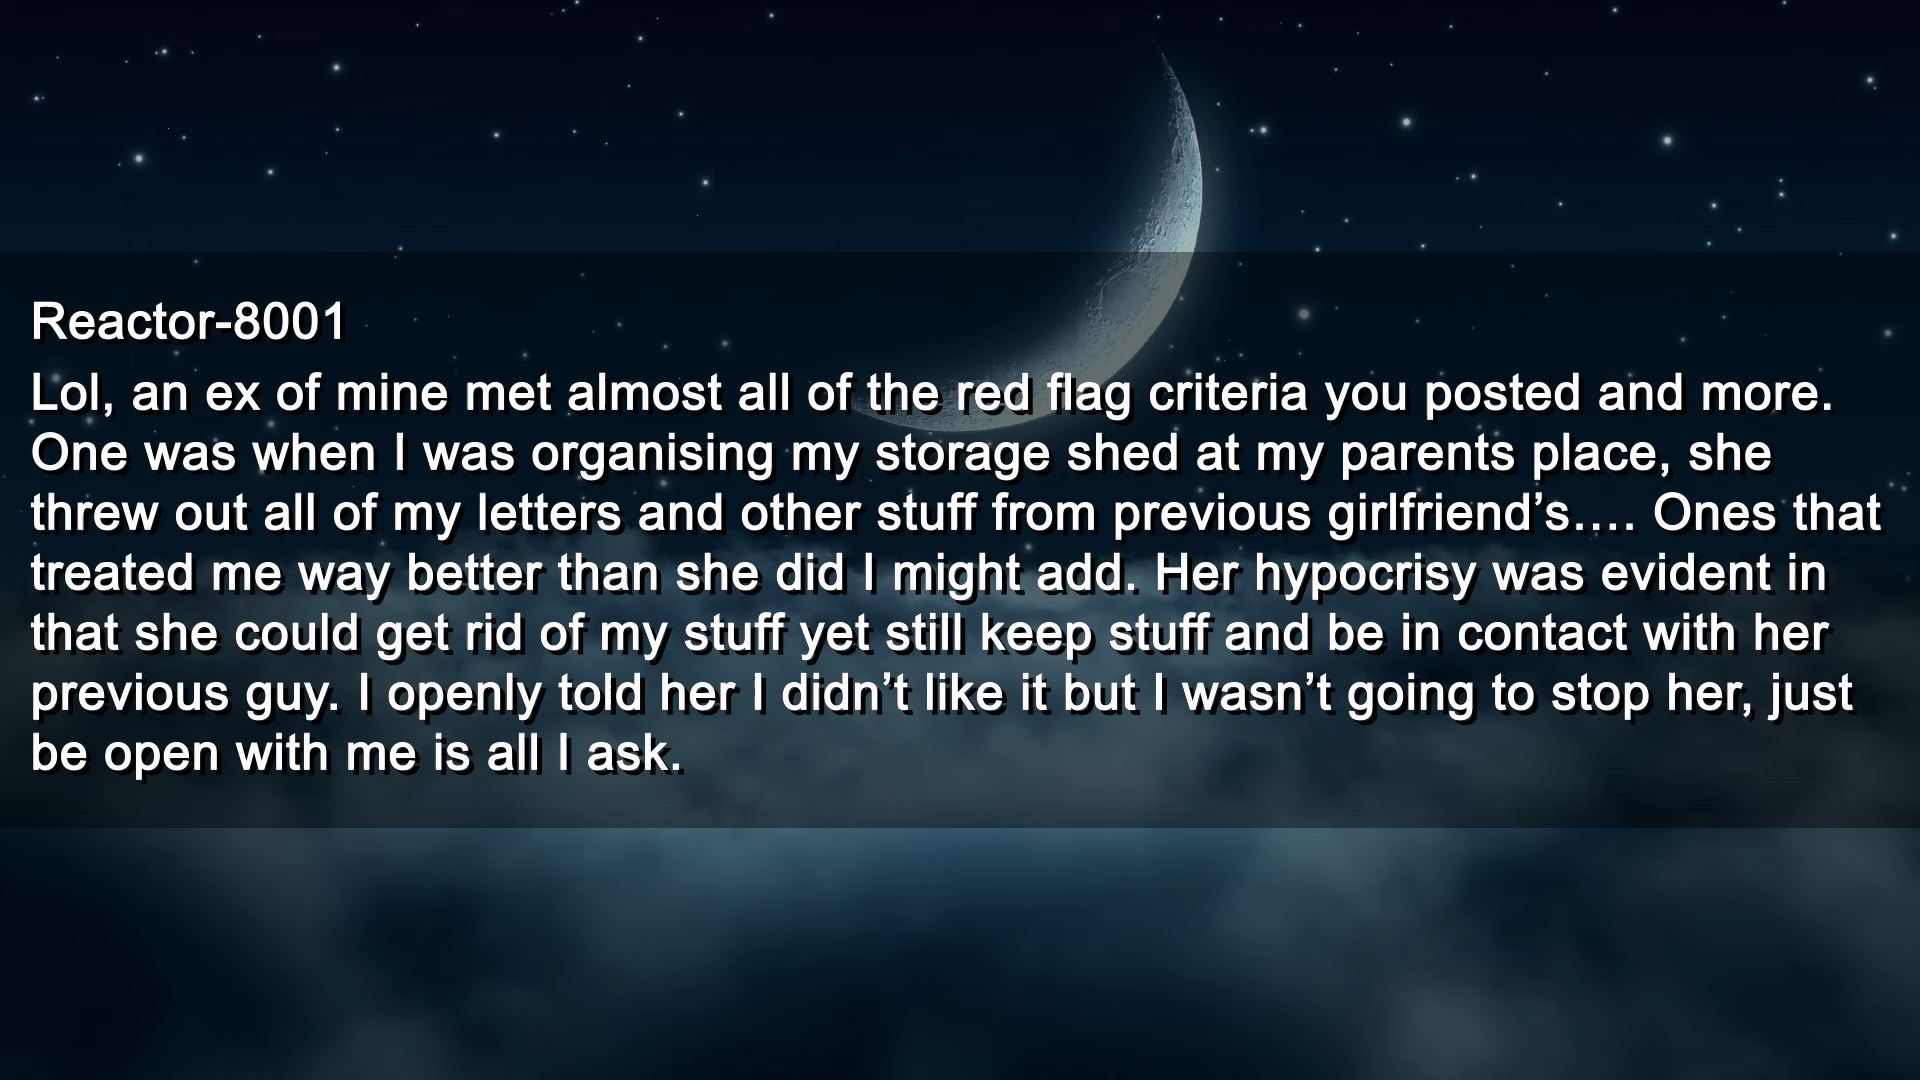 Reactor-8001
Lol, an ex of mine met almost all of the red flag criteria you posted and more.
One was when I was organising my storage shed at my parents place, she
threw out all of my letters and other stuff from previous girlfriend’s…. Ones that
treated me way better than she did I might add. Her hypocrisy was evident in
that she could get rid of my stuff yet still keep stuff and be in contact with her
previous guy. I openly told her I didn’t like it but I wasn’t going to stop her, just
be open with me is all I ask.